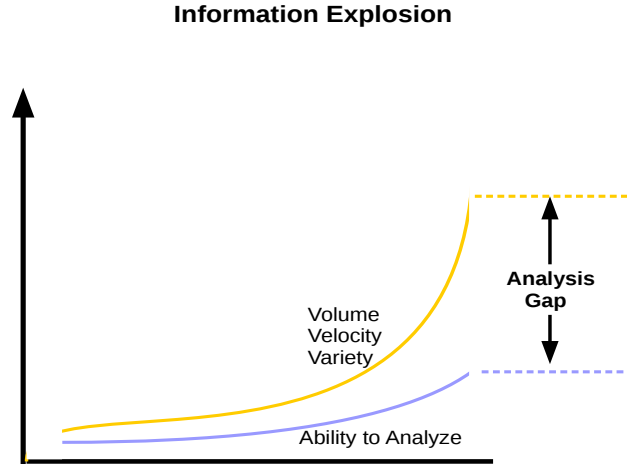 Information Explosion
Analysis
Gap
Volume
Velocity
Variety
Ability to Analyze